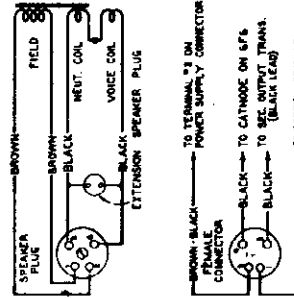 BROWN
FIELD
BROWN
NEUT. COIL
BLACK
VOICE COIL
BLACK
SPEAKER
PLUG
EXTENSION SPEAKER PLUG
TO TERMINAL #3 ON
POWER SUPPLY CONNECTOR
BROWN-BLACK
FEMALE
CONNECTOR
BLACK
TO CATHODE ON 6F6
BLACK
TO SEC. OUTPUT TRANS.
(BLACK LEAD)